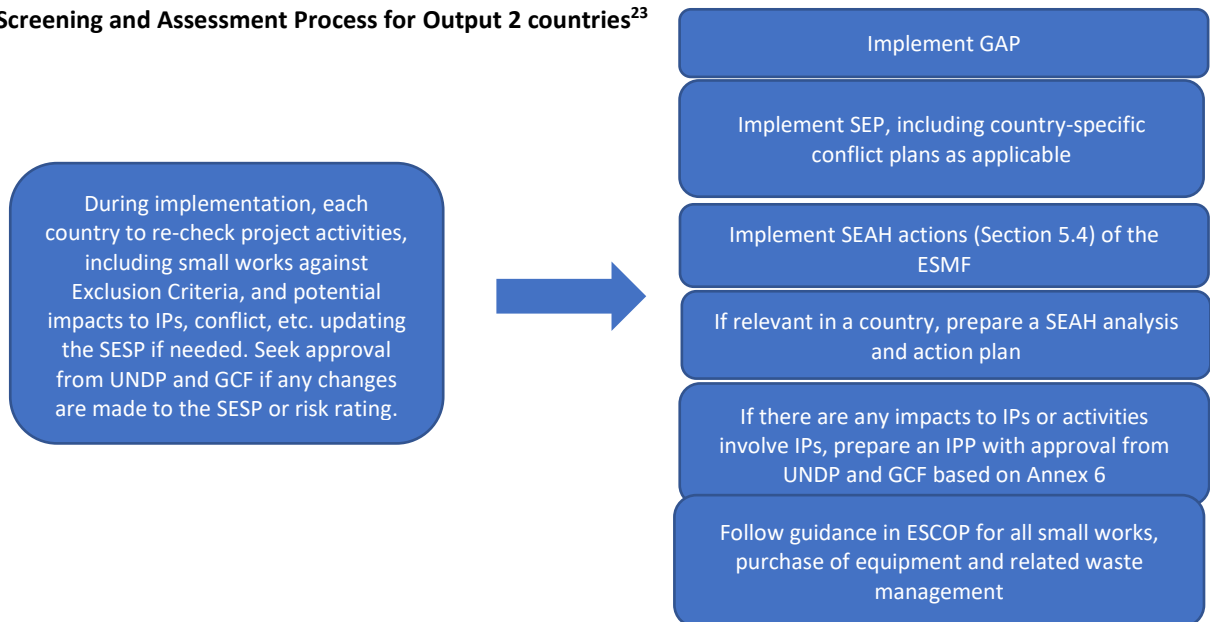 Screening and Assessment Process for Output 2 countries23
During implementation, each
country to re-check project activities,
including small works against
Exclusion Criteria, and potential
impacts to IPs, conflict, etc. updating
the SESP if needed. Seek approval
from UNDP and GCF if any changes
are made to the SESP or risk rating.
Implement GAP
Implement SEP, including country-specific
conflict plans as applicable
Implement SEAH actions (Section 5.4) of the
ESMF
If relevant in a country, prepare a SEAH analysis
and action plan
If there are any impacts to IPs or activities
involve IPs, prepare an IPP with approval from
UNDP and GCF based on Annex 6
Follow guidance in ESCOP for all small works,
purchase of equipment and related waste
management